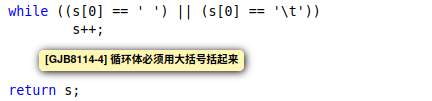 while ((s[0] == ' ') || (s[0] == '\t'))
        s++;
[GJB8114-4] 循环体必须用大括号括起来
return s;